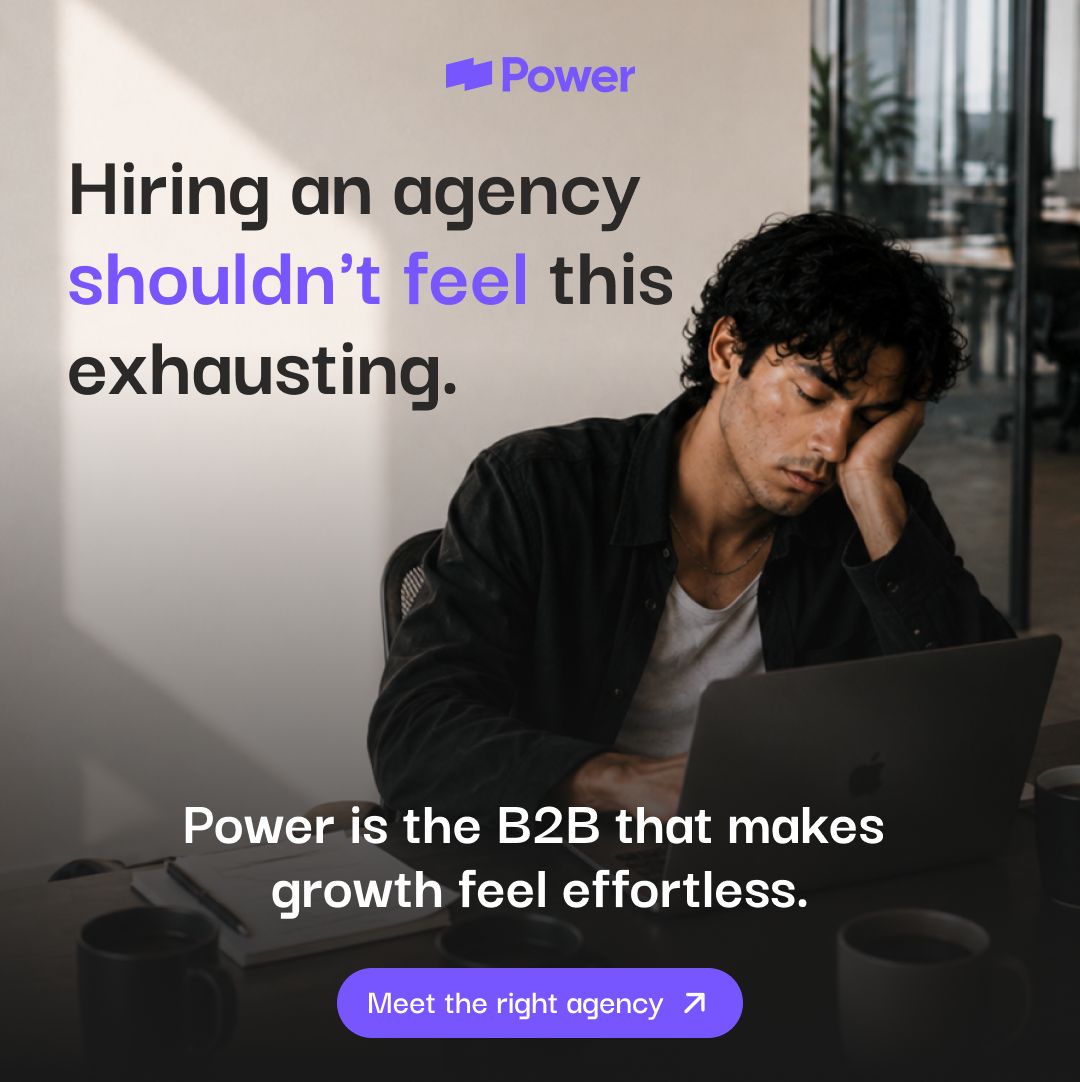 Power
Hiring an agency
shouldn’t feel this
exhausting.
Power is the B2B that makes
growth feel effortless.
Meet the right agency